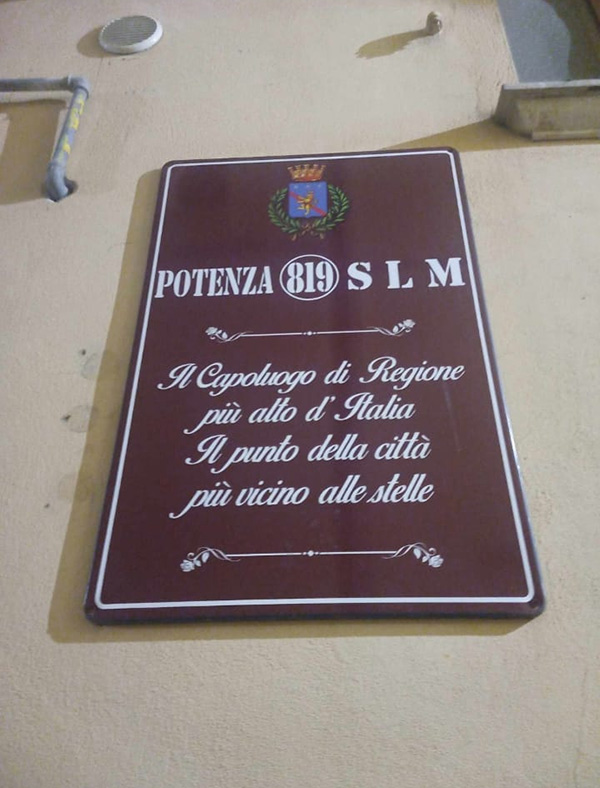 POTENZA 819 S L M
Il Capoluogo di Regione
più alto d'Italia
Il punto della città
più vicino alle stelle